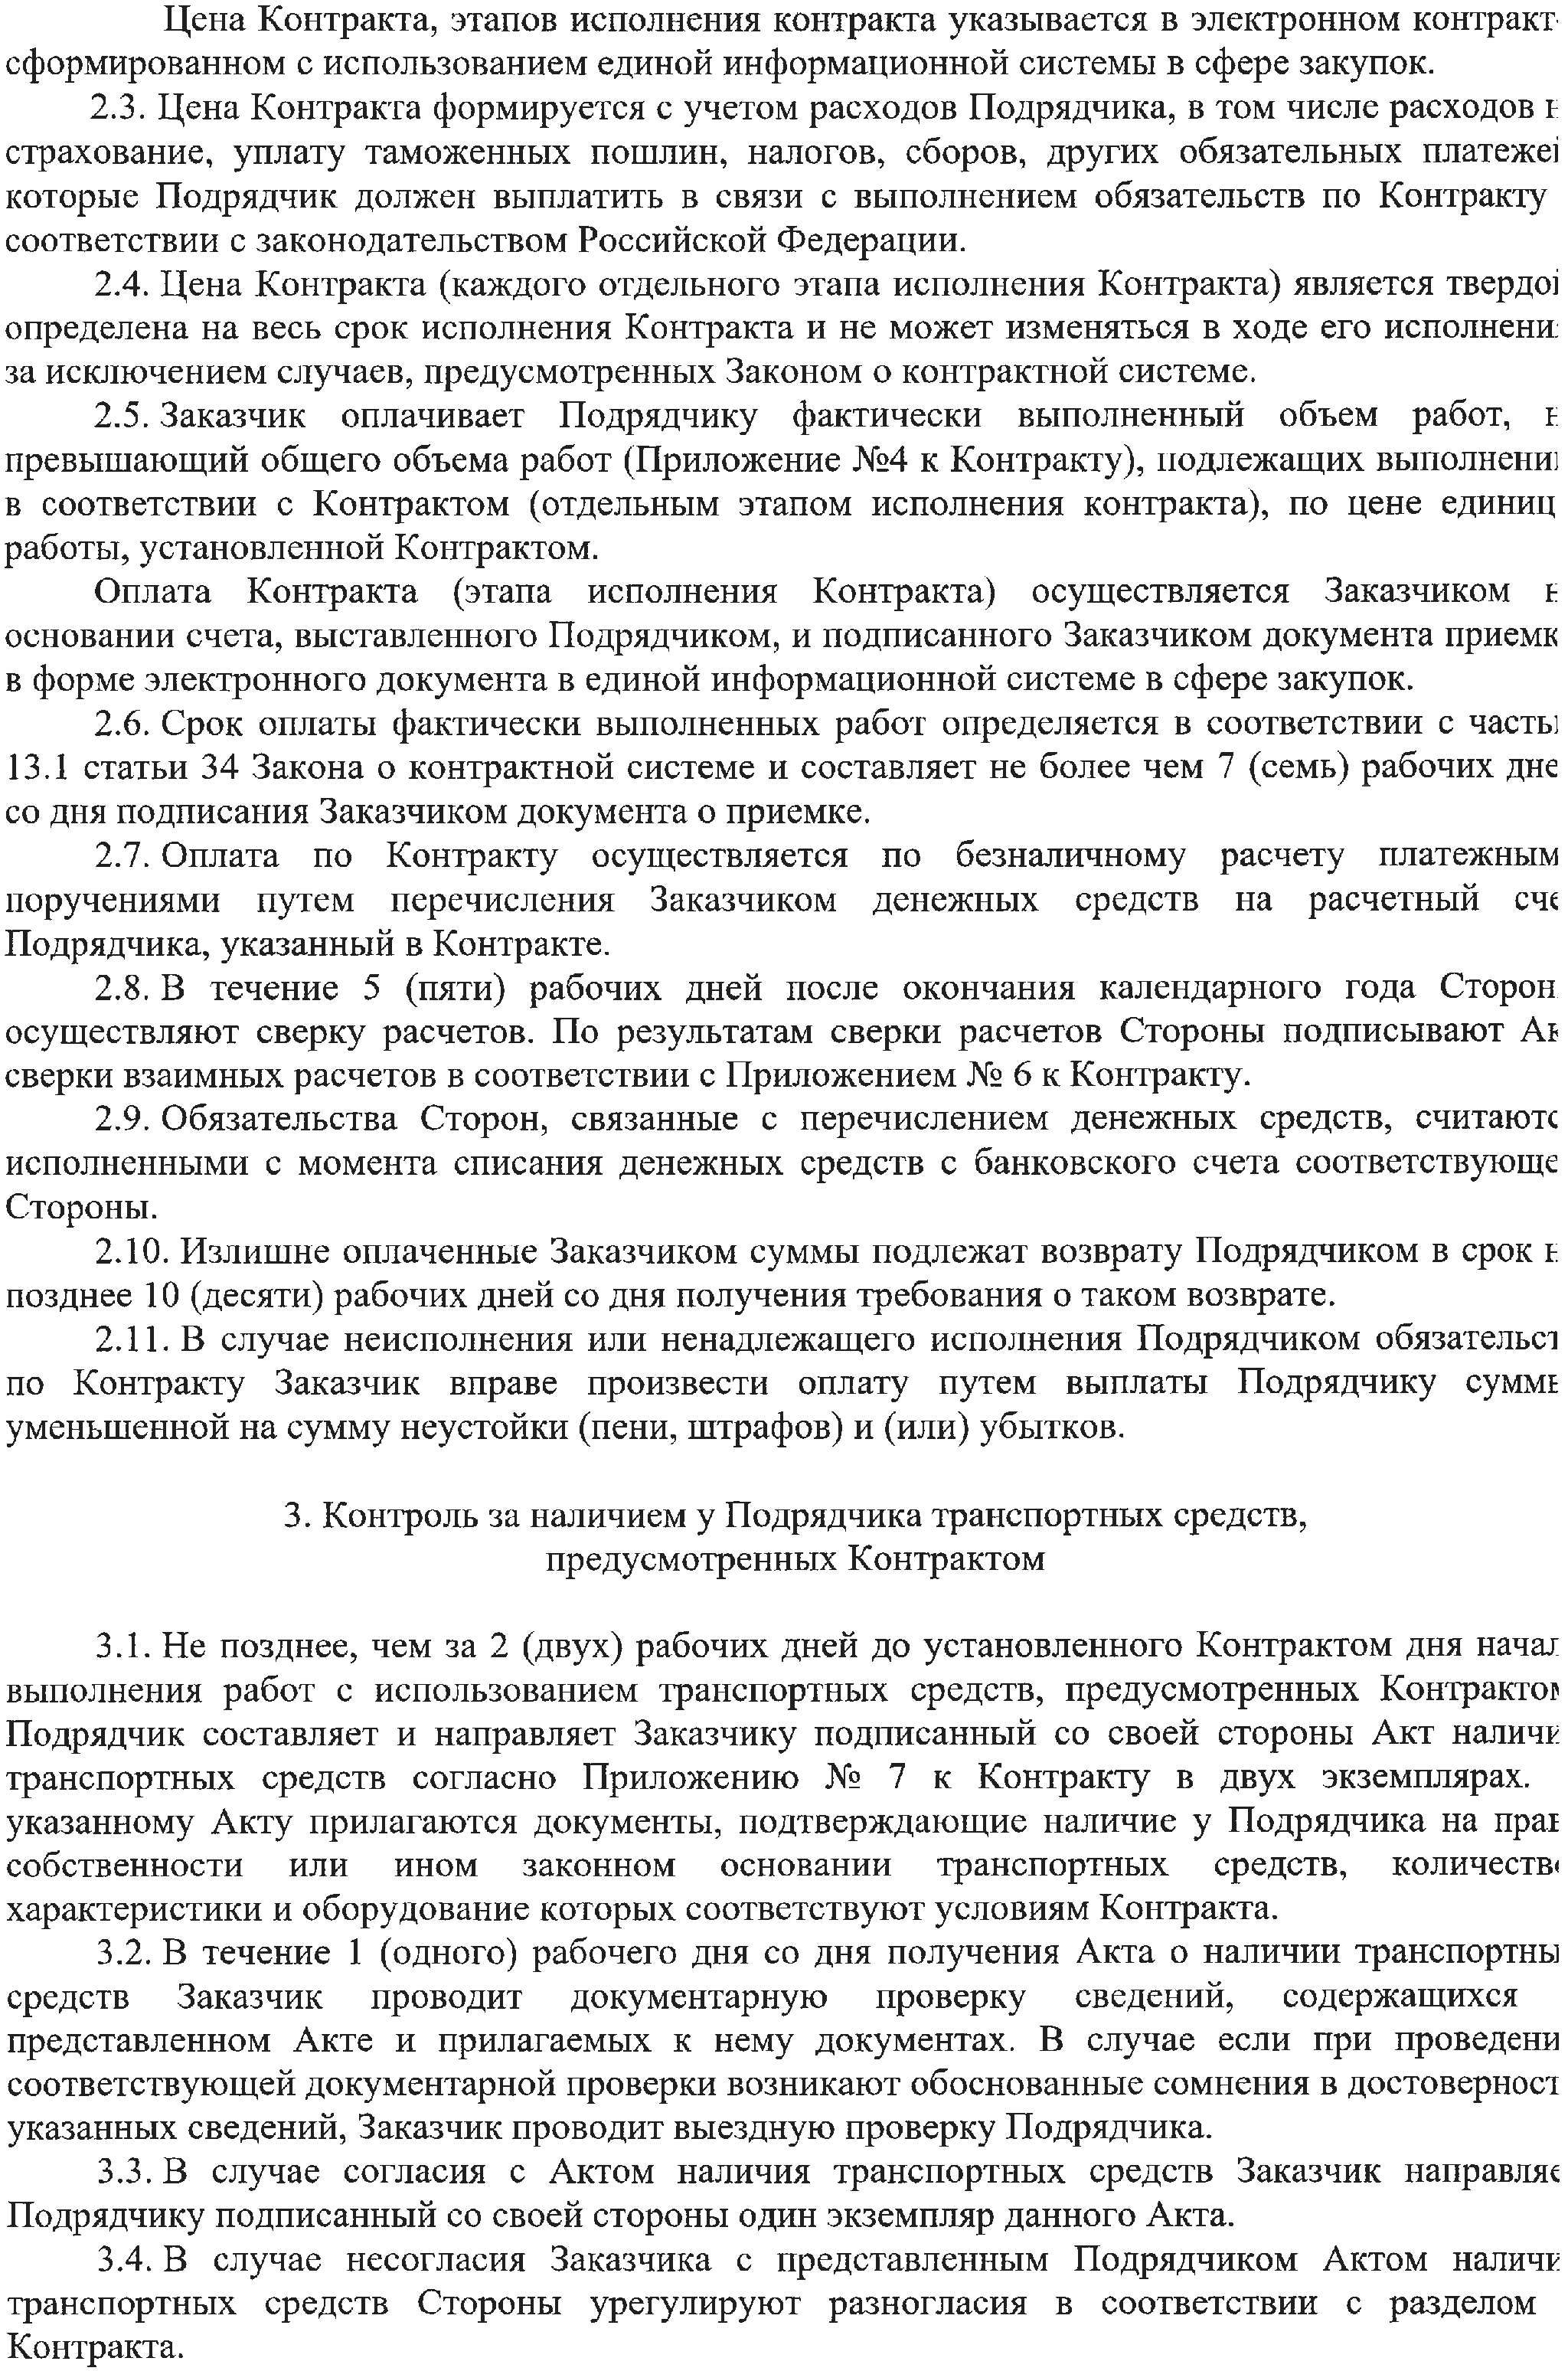 Цена Контракта, этапов исполнения контракта указывается в электронном контракт
сформированном с использованием единой информационной системы в сфере закупок.
2.3. Цена Контракта формируется с учетом расходов Подрядчика, в том числе расходов
страхование, уплату таможенных пошлин, налогов, сборов, других обязательных платеже
которые Подрядчик должен выплатить в связи с выполнением обязательств по Контракту
соответствии с законодательством Российской Федерации.
2.4. Цена Контракта (каждого отдельного этапа исполнения Контракта) является твердо
определена на весь срок исполнения Контракта и не может изменяться в ходе его исполнени
за исключением случаев, предусмотренных Законом о контрактной системе.
2.5. Заказчик оплачивает Подрядчику фактически выполненный объем работ,
превышающий общего объема работ (Приложение №4 к Контракту), подлежащих выполнени
в соответствии с Контрактом (отдельным этапом исполнения контракта), по цене единиц
работы, установленной Контрактом.
Оплата Контракта (этапа исполнения Контракта) осуществляется Заказчиком
основании счета, выставленного Подрядчиком, и подписанного Заказчиком документа приемк
в форме электронного документа в единой информационной системе в сфере закупок.
2.6. Срок оплаты фактически выполненных работ определяется в соответствии с часть
13.1 статьи 34 Закона о контрактной системе и составляет не более чем 7 (семь) рабочих дне
со дня подписания Заказчиком документа о приемке.
2.7. Оплата по Контракту осуществляется по безналичному расчету платежным
поручениями путем перечисления Заказчиком денежных средств на расчетный сче
Подрядчика, указанный в Контракте.
2.8. В течение 5 (пяти) рабочих дней после окончания календарного года Сторон
осуществляют сверку расчетов. По результатам сверки расчетов Стороны подписывают Ак
сверки взаимных расчетов в соответствии с Приложением № 6 к Контракту.
2.9. Обязательства Сторон, связанные с перечислением денежных средств, считаютс
исполненными с момента списания денежных средств с банковского счета соответствующе
Стороны.
2.10. Излишне оплаченные Заказчиком суммы подлежат возврату Подрядчиком в срок
позднее 10 (десяти) рабочих дней со дня получения требования о таком возврате.
2.11. В случае неисполнения или ненадлежащего исполнения Подрядчиком обязательст
по Контракту Заказчик вправе произвести оплату путем выплаты Подрядчику суммы
уменьшенной на сумму неустойки (пени, штрафов) и (или) убытков.
3. Контроль за наличием у Подрядчика транспортных средств,
предусмотренных Контрактом
3.1. Не позднее, чем за 2 (двух) рабочих дней до установленного Контрактом дня начал
выполнения работ с использованием транспортных средств, предусмотренных Контрактом
Подрядчик составляет и направляет Заказчику подписанный со своей стороны Акт наличи
транспортных средств согласно Приложению № 7 к Контракту в двух экземплярах.
указанному Акту прилагаются документы, подтверждающие наличие у Подрядчика на прав
собственности или ином законном основании транспортных средств, количеств
характеристики и оборудование которых соответствуют условиям Контракта.
3.2. В течение 1 (одного) рабочего дня со дня получения Акта о наличии транспортны
средств Заказчик проводит документарную проверку сведений, содержащихся
представленном Акте и прилагаемых к нему документах. В случае если при проведени
соответствующей документарной проверки возникают обоснованные сомнения в достоверност
указанных сведений, Заказчик проводит выездную проверку Подрядчика.
3.3. В случае согласия с Актом наличия транспортных средств Заказчик направляе
Подрядчику подписанный со своей стороны один экземпляр данного Акта.
3.4. В случае несогласия Заказчика с представленным Подрядчиком Актом наличи
транспортных средств Стороны урегулируют разногласия в соответствии с разделом
Контракта.